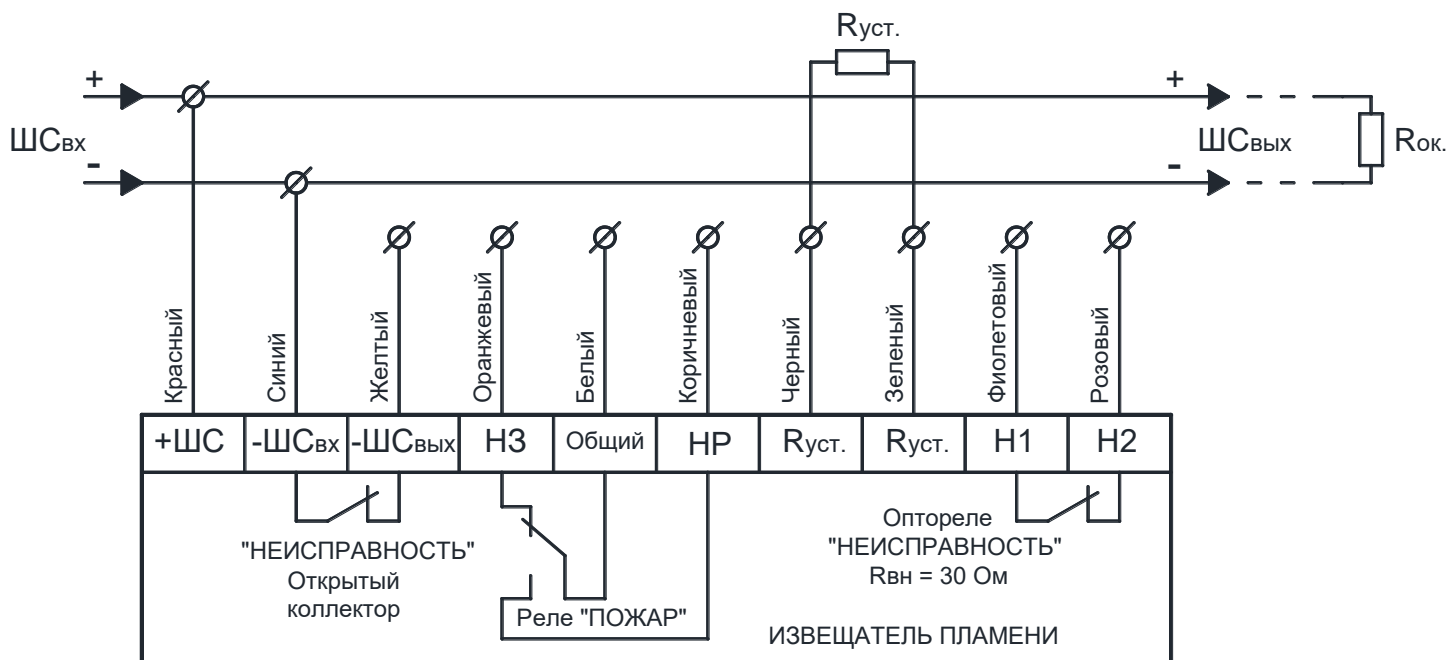 Rуст.
+
+
ШСвх
ШСвых
Rок.
-
-
Красный
Синий
Желтый
Оранжевый
Белый
Коричневый
Черный
Зеленый
Фиолетовый
Розовый
+ШС
-ШСвх
-ШСвых
НЗ
Общий
НР
Rуст.
Rуст.
Н1
Н2
"НЕИСПРАВНОСТЬ"
Открытый
коллектор
Реле "ПОЖАР"
Оптореле
"НЕИСПРАВНОСТЬ"
Rвн = 30 Ом
ИЗВЕЩАТЕЛЬ ПЛАМЕНИ